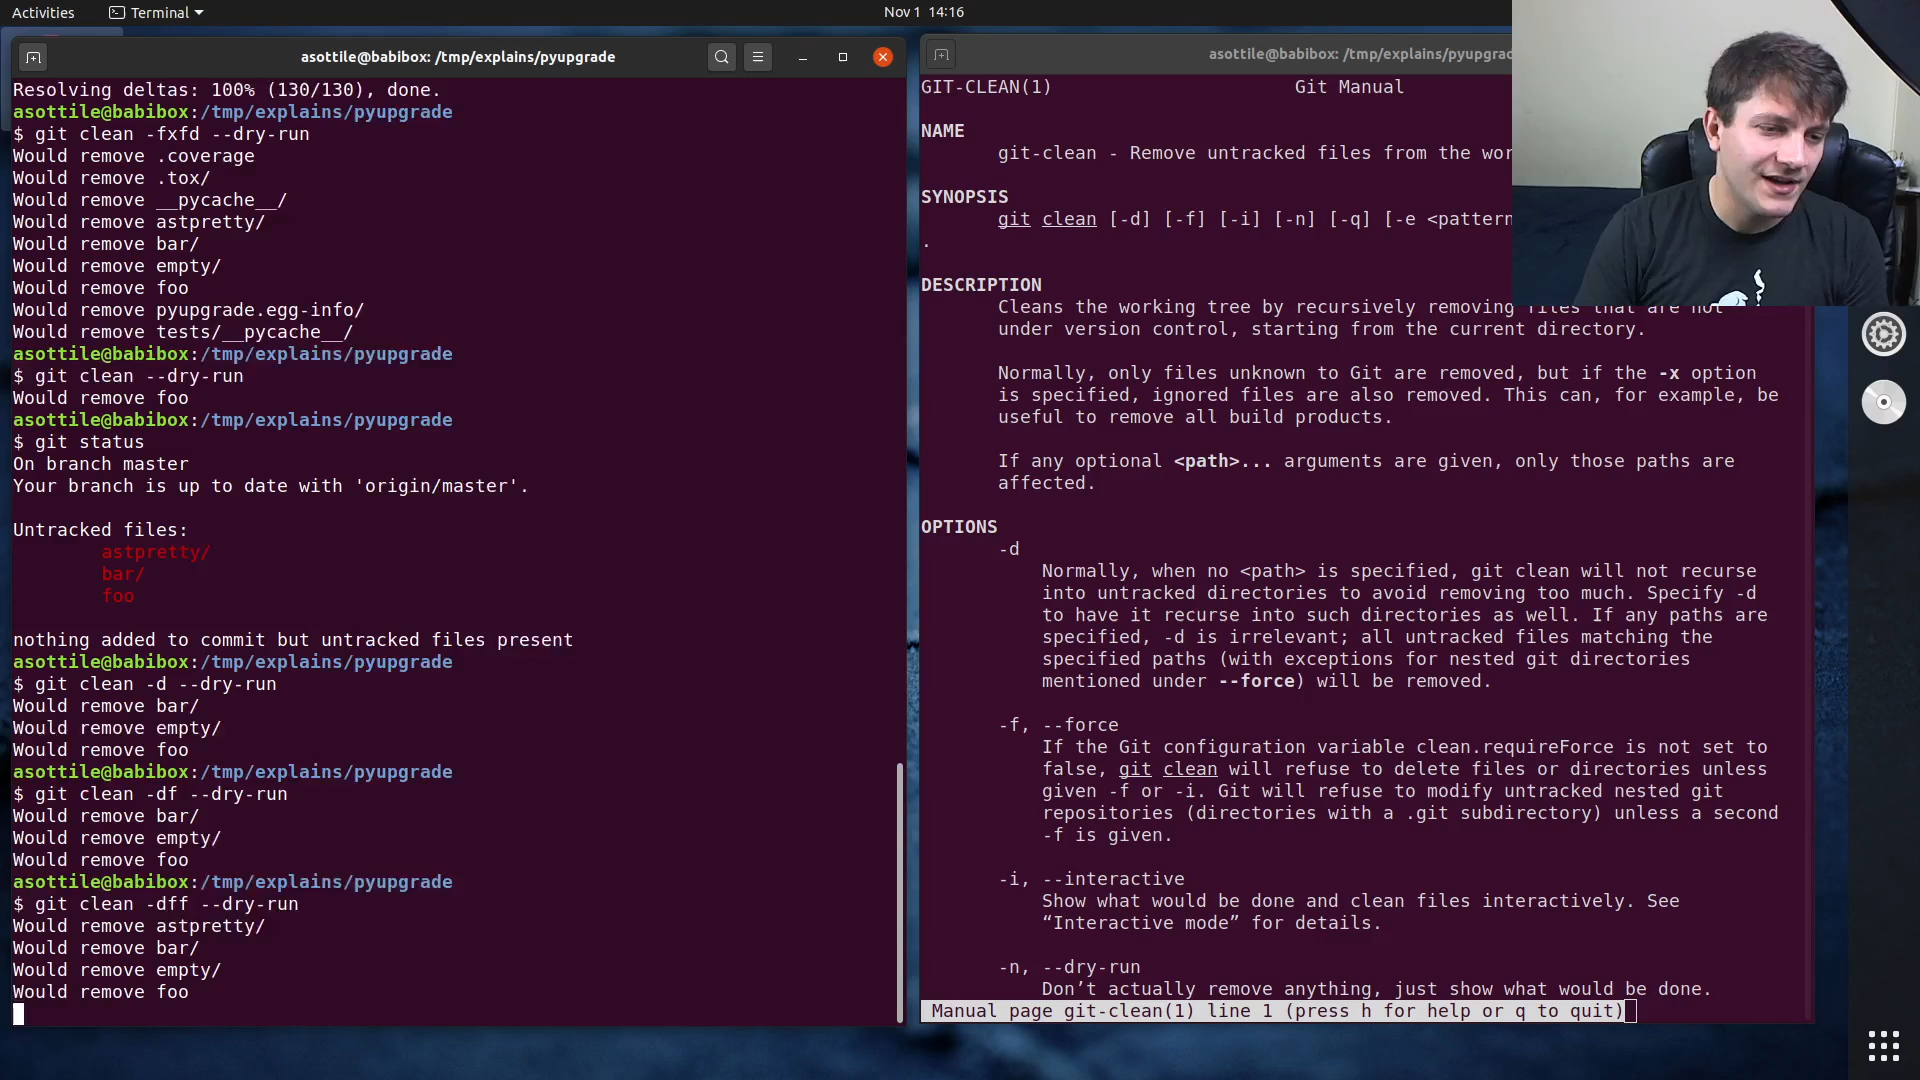 Activities
Terminal
Nov 1 14:16
asottile@babibox: /tmp/explains/pyupgrade
Resolving deltas: 100% (130/130), done.
asottile@babibox:/tmp/explains/pyupgrade
$ git clean -fxfd --dry-run
Would remove .coverage
Would remove .tox/
Would remove __pycache__/
Would remove astpretty/
Would remove bar/
Would remove empty/
Would remove foo
Would remove pyupgrade.egg-info/
Would remove tests/__pycache__/
asottile@babibox:/tmp/explains/pyupgrade
$ git clean --dry-run
Would remove foo
asottile@babibox:/tmp/explains/pyupgrade
$ git status
On branch master
Your branch is up to date with 'origin/master'.
Untracked files:
astpretty/
bar/
foo
nothing added to commit but untracked files present
asottile@babibox:/tmp/explains/pyupgrade
$ git clean -d --dry-run
Would remove bar/
Would remove empty/
Would remove foo
asottile@babibox:/tmp/explains/pyupgrade
$ git clean -df --dry-run
Would remove bar/
Would remove empty/
Would remove foo
asottile@babibox:/tmp/explains/pyupgrade
$ git clean -dff --dry-run
Would remove astpretty/
Would remove bar/
Would remove empty/
Would remove foo
asottile@babibox: /tmp/explains/pyupgrad
GIT-CLEAN(1) Git Manual
NAME
git-clean - Remove untracked files from the wor
SYNOPSIS
git clean [-d] [-f] [-i] [-n] [-q] [-e <pattern
.
DESCRIPTION
Cleans the working tree by recursively removing files that are not
under version control, starting from the current directory.
Normally, only files unknown to Git are removed, but if the -x option
is specified, ignored files are also removed. This can, for example, be
useful to remove all build products.
If any optional <path>... arguments are given, only those paths are
affected.
OPTIONS
-d
Normally, when no <path> is specified, git clean will not recurse
into untracked directories to avoid removing too much. Specify -d
to have it recurse into such directories as well. If any paths are
specified, -d is irrelevant; all untracked files matching the
specified paths (with exceptions for nested git directories
mentioned under --force) will be removed.
-f, --force
If the Git configuration variable clean.requireForce is not set to
false, git clean will refuse to delete files or directories unless
given -f or -i. Git will refuse to modify untracked nested git
repositories (directories with a .git subdirectory) unless a second
-f is given.
-i, --interactive
Show what would be done and clean files interactively. See
“Interactive mode” for details.
-n, --dry-run
Don’t actually remove anything, just show what would be done.
Manual page git-clean(1) line 1 (press h for help or q to quit)